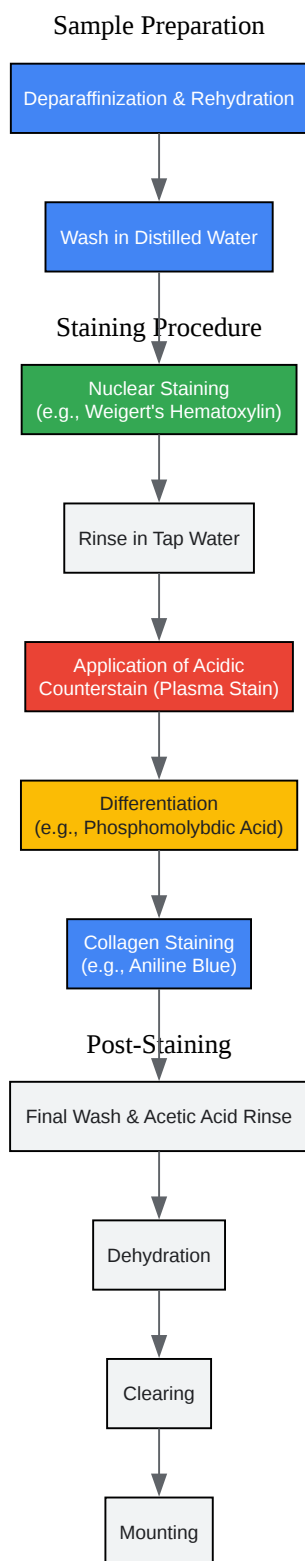 Sample Preparation
Deparaffinization & Rehydration
Wash in Distilled Water
Staining Procedure
Nuclear Staining
(e.g., Weigert's Hematoxylin)
Rinse in Tap Water
Application of Acidic
Counterstain (Plasma Stain)
Differentiation
(e.g., Phosphomolybdic Acid)
Collagen Staining
(e.g., Aniline Blue)
Post-Staining
Final Wash & Acetic Acid Rinse
Dehydration
Clearing
Mounting